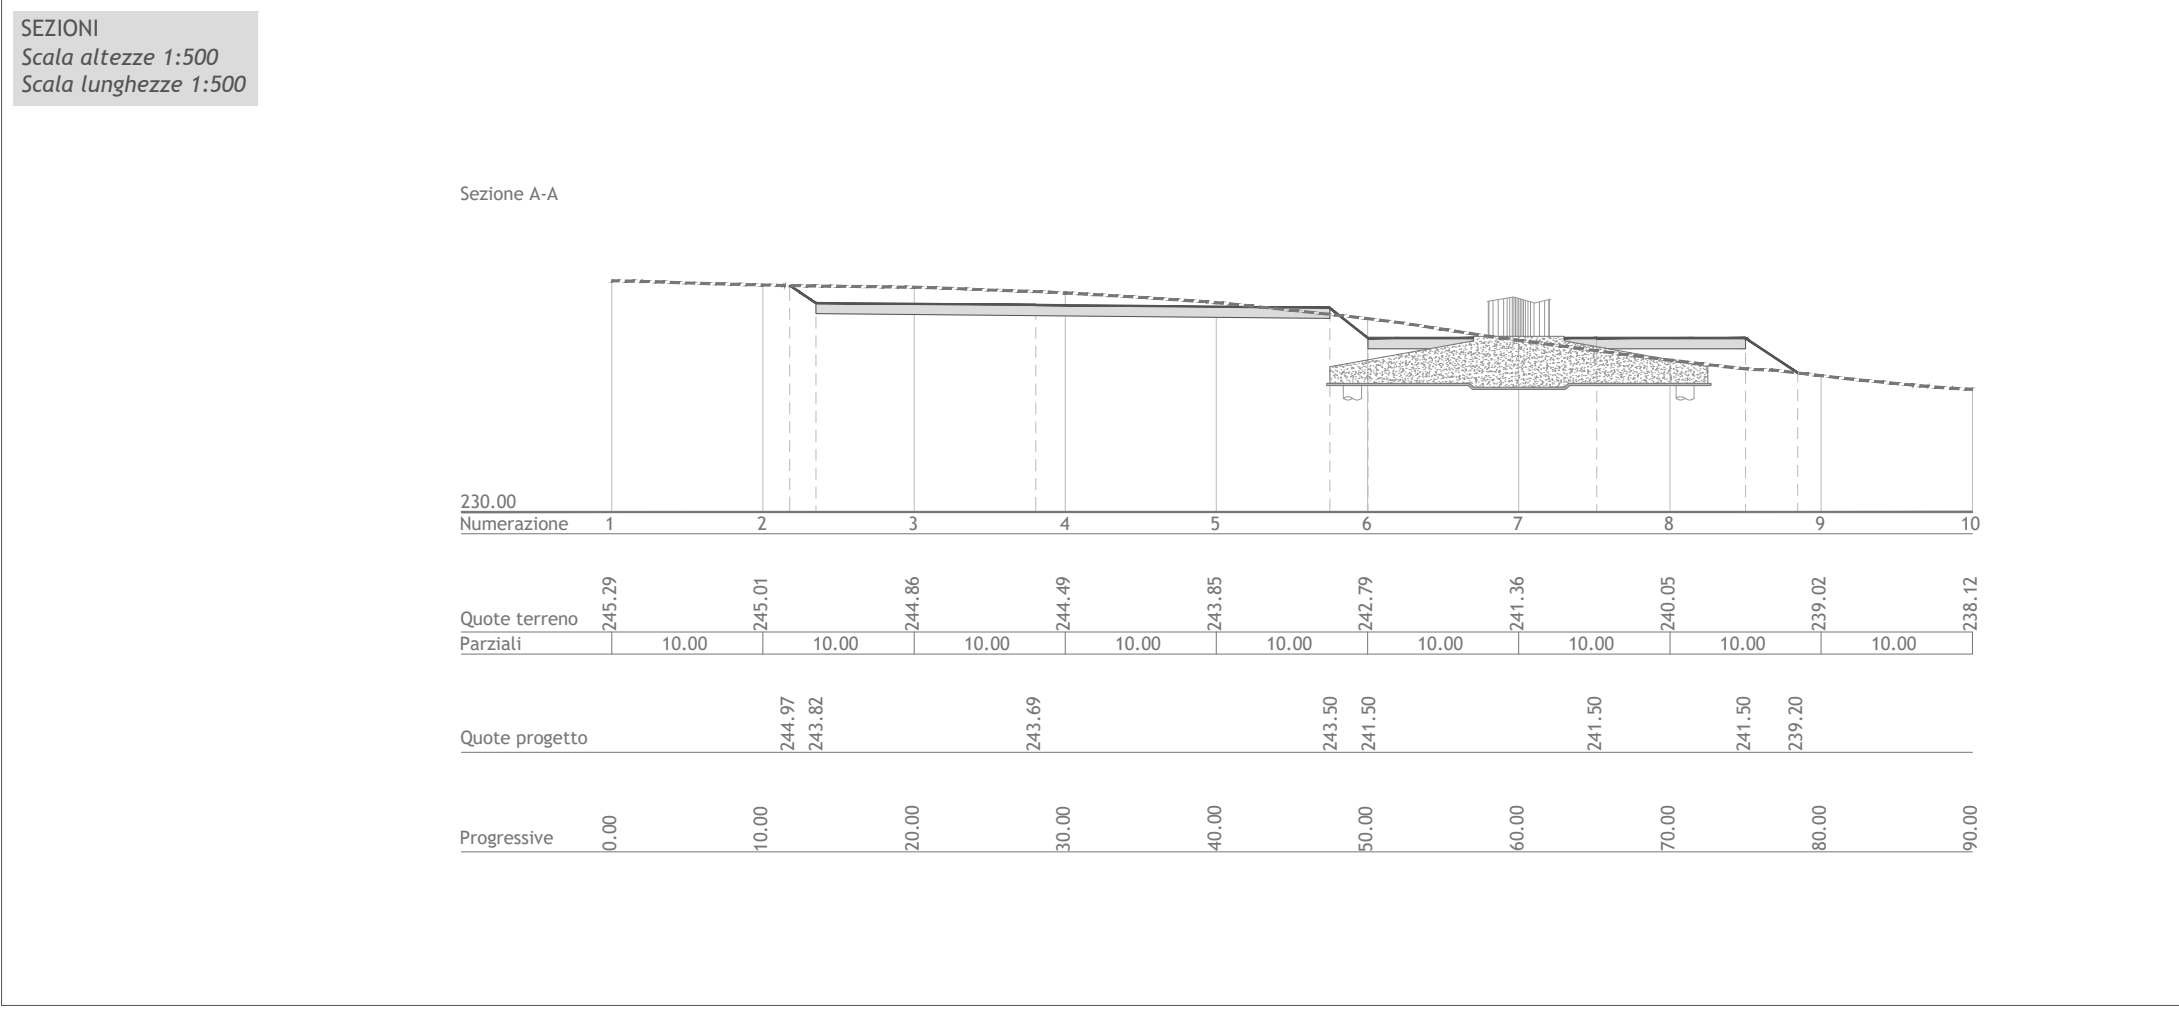 SEZIONI
Scala altezze 1:500
Scala lunghezze 1:500
Sezione A-A
230.00
Numerazione 1 2 3 4 5 6 7 8 9 10
Quote terreno 245.29 245.01 244.86 244.49 243.85 242.79 241.36 240.05 239.02 238.12
Parziali 10.00 10.00 10.00 10.00 10.00 10.00 10.00 10.00 10.00
Quote progetto 244.97 243.82 243.69 243.50 241.50 241.50 241.50 239.20
Progressive 0.00 10.00 20.00 30.00 40.00 50.00 60.00 70.00 80.00 90.00